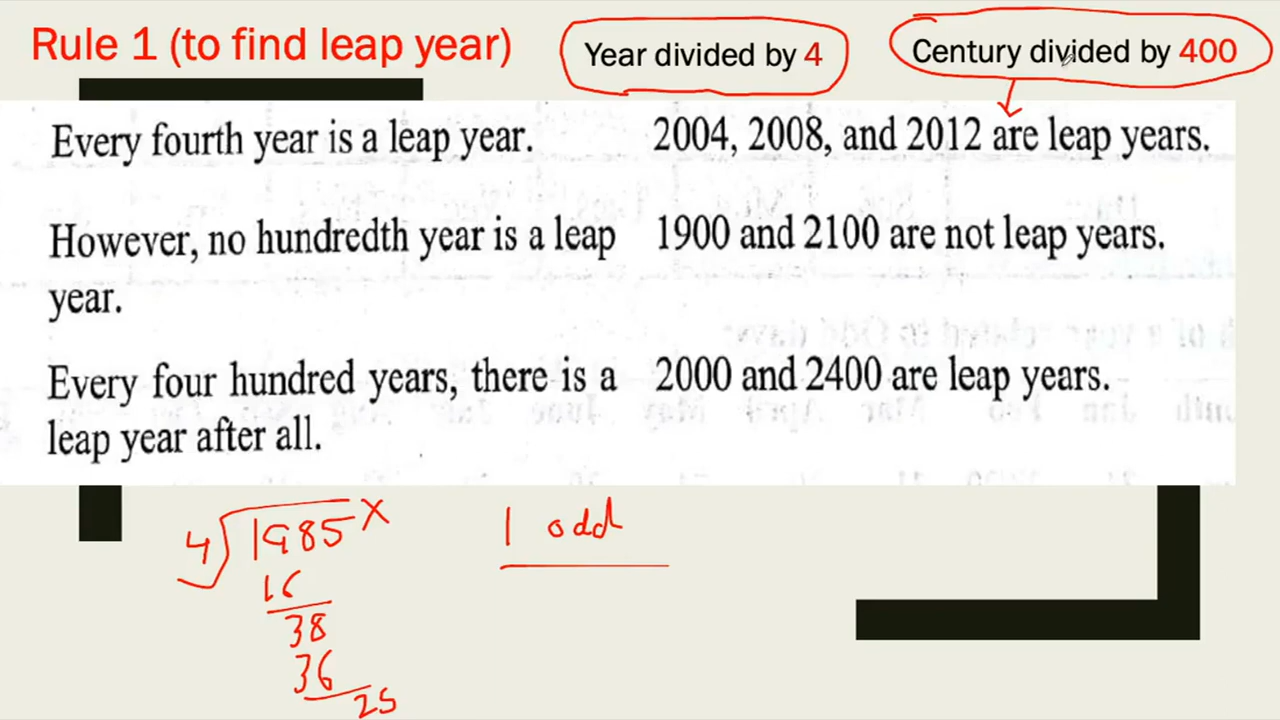 Rule 1 (to find leap year)
Year divided by 4
Century divided by 400
Every fourth year is a leap year.
2004, 2008, and 2012 are leap years.
However, no hundredth year is a leap
year.
1900 and 2100 are not leap years.
Every four hundred years, there is a
leap year after all.
2000 and 2400 are leap years.
4 1985 x
16
38
36
25
1 odd